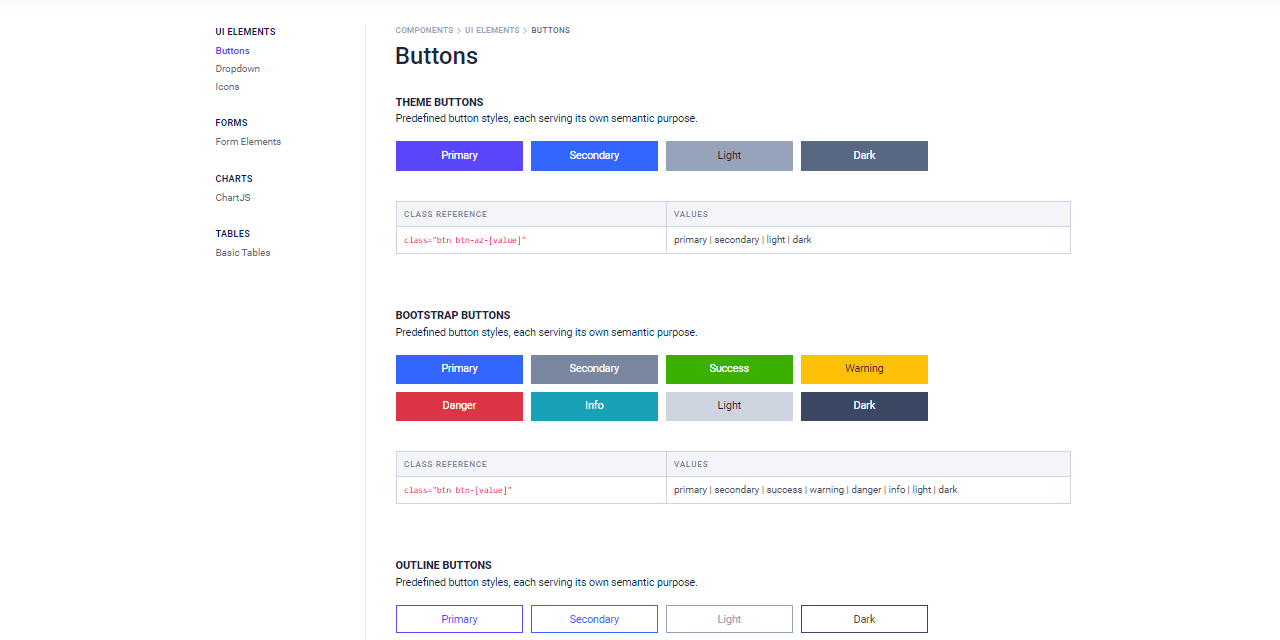 UI ELEMENTS
Buttons
Dropdown
Icons
FORMS
Form Elements
CHARTS
ChartJS
TABLES
Basic Tables
COMPONENTS > UI ELEMENTS > BUTTONS
Buttons
THEME BUTTONS
Predefined button styles, each serving its own semantic purpose.
Primary Secondary Light Dark
CLASS REFERENCE VALUES
class="btn btn-az-[value]" primary | secondary | light | dark
BOOTSTRAP BUTTONS
Predefined button styles, each serving its own semantic purpose.
Primary Secondary Success Warning
Danger Info Light Dark
CLASS REFERENCE VALUES
class="btn btn-[value]" primary | secondary | success | warning | danger | info | light | dark
OUTLINE BUTTONS
Predefined button styles, each serving its own semantic purpose.
Primary Secondary Light Dark